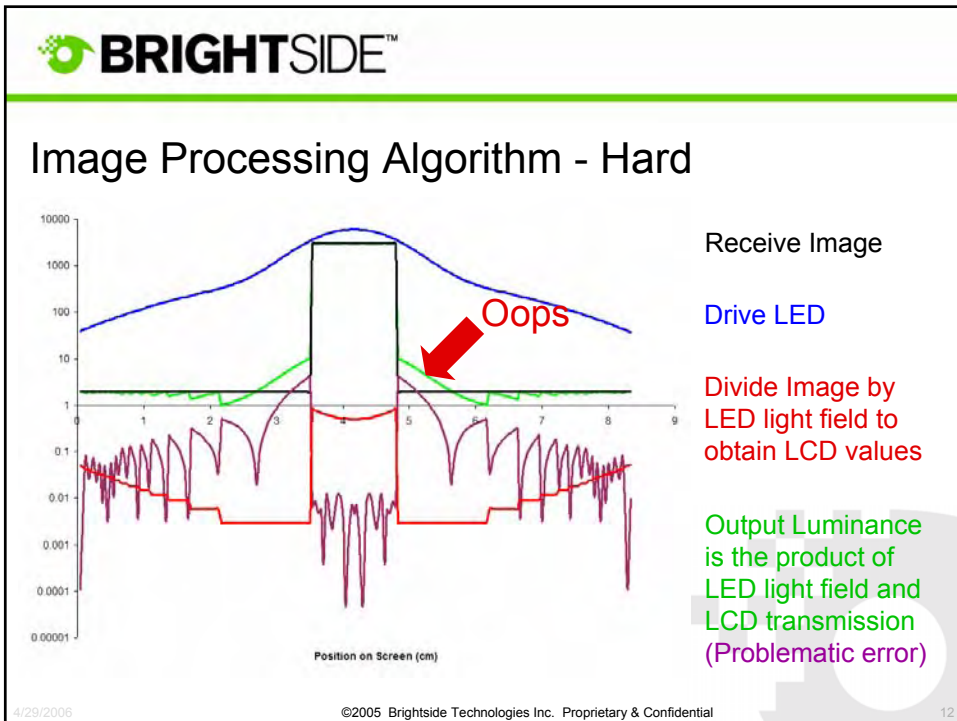 BRIGHTSIDE™
Image Processing Algorithm - Hard
10000
1000
100
10
1
0.1
0.01
0.001
0.0001
0.00001
0 1 2 3 4 5 6 7 8 9
Position on Screen (cm)
Oops
Receive Image
Drive LED
Divide Image by
LED light field to
obtain LCD values
Output Luminance
is the product of
LED light field and
LCD transmission
(Problematic error)
4/29/2006
©2005 Brightside Technologies Inc. Proprietary & Confidential
12